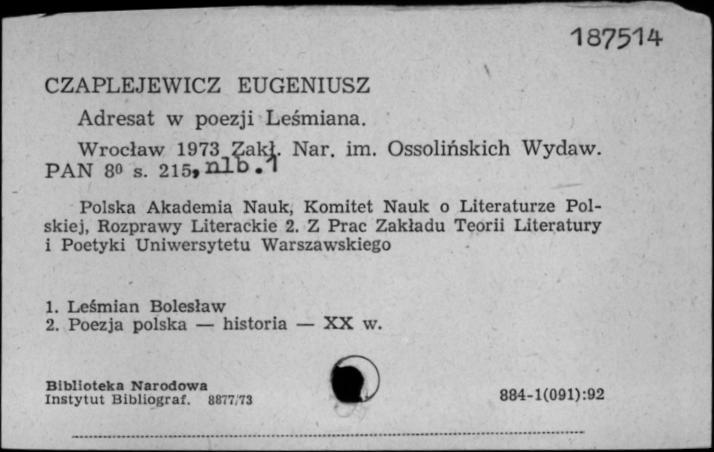 187514
CZAPLEJEWICZ EUGENIUSZ
Adresat w poezji Leśmiana.
Wrocław 1973 Zakł. Nar. im. Ossolińskich Wydaw.
PAN 8⁰ s. 215, nlb. 1
Polska Akademia Nauk, Komitet Nauk o Literaturze Pol-
skiej, Rozprawy Literackie 2. Z Prac Zakładu Teorii Literatury
i Poetyki Uniwersytetu Warszawskiego
1. Leśmian Bolesław
2. Poezja polska — historia — XX w.
Biblioteka Narodowa
Instytut Bibliograf. 8877/73
884-1(091):92